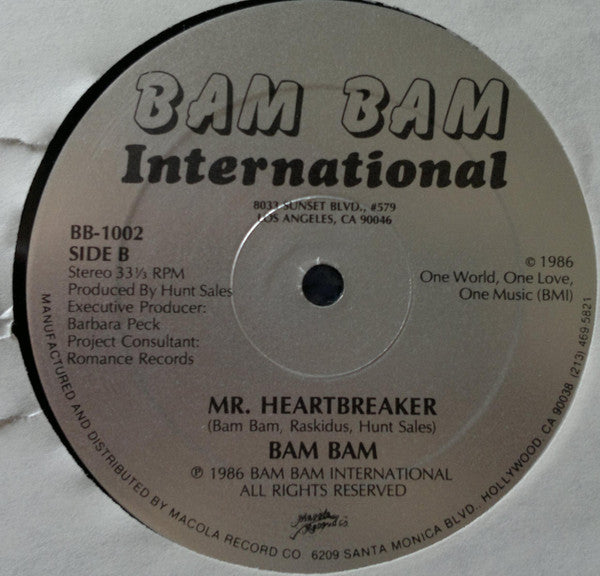 BAM BAM
International
8033 SUNSET BLVD., #579
LOS ANGELES, CA 90046
BB-1002
SIDE B
Stereo 33⅓ RPM
Produced By Hunt Sales
Executive Producer:
Barbara Peck
Project Consultant:
Romance Records
© 1986
One World, One Love,
One Music (BMI)
MR. HEARTBREAKER
(Bam Bam, Raskidus, Hunt Sales)
BAM BAM
℗ 1986 BAM BAM INTERNATIONAL
ALL RIGHTS RESERVED
MANUFACTURED AND DISTRIBUTED BY MACOLA RECORD CO. 6209 SANTA MONICA BLVD., HOLLYWOOD, CA 90038 (213) 469 5821